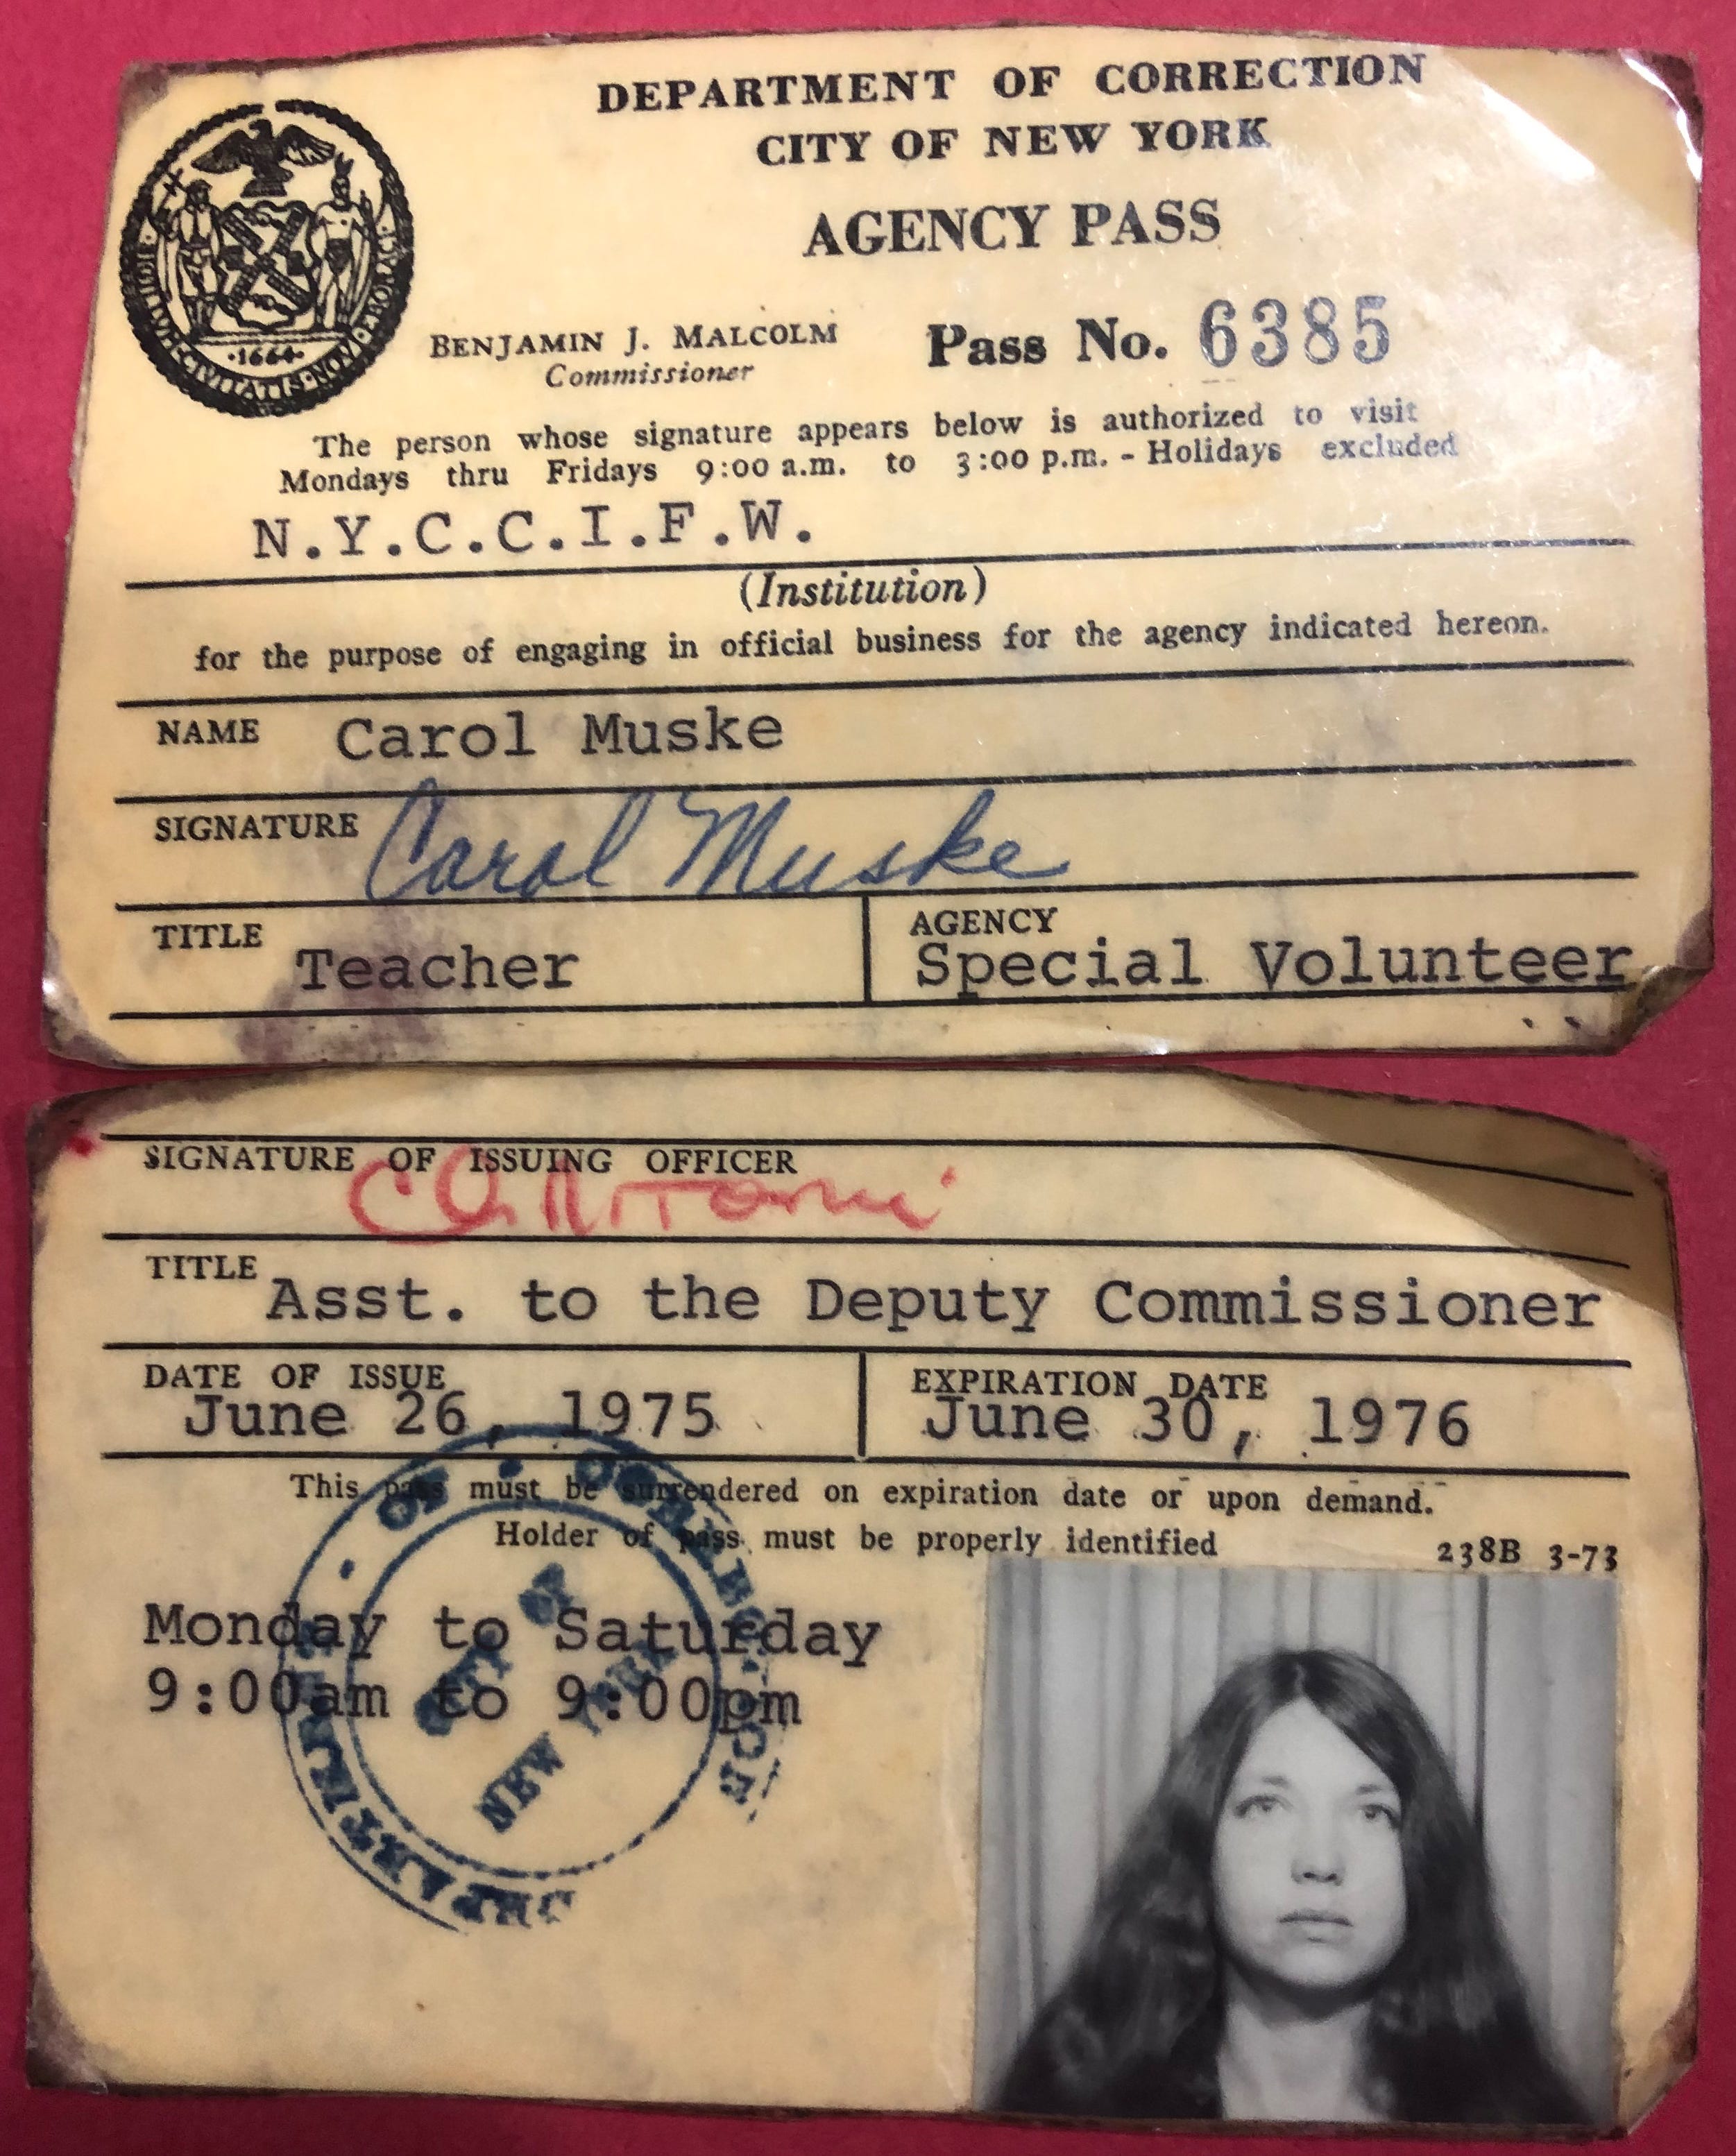 DEPARTMENT OF CORRECTION
CITY OF NEW YORK
AGENCY PASS
BENJAMIN J. MALCOLM
Commissioner
Pass No. 6385
·1664·
The person whose signature appears below is authorized to visit
Mondays thru Fridays 9:00 a.m. to 3:00 p.m. - Holidays excluded
N.Y.C.C.I.F.W.
(Institution)
for the purpose of engaging in official business for the agency indicated hereon.
NAME Carol Muske
SIGNATURE Carol Muske
TITLE Teacher
AGENCY Special Volunteer
SIGNATURE OF ISSUING OFFICER
TITLE Asst. to the Deputy Commissioner
DATE OF ISSUE
June 26, 1975
EXPIRATION DATE
June 30, 1976
This pass must be surrendered on expiration date or upon demand.
Holder of pass must be properly identified
238B 3-73
Monday to Saturday
9:00am to 9:00pm
NEW